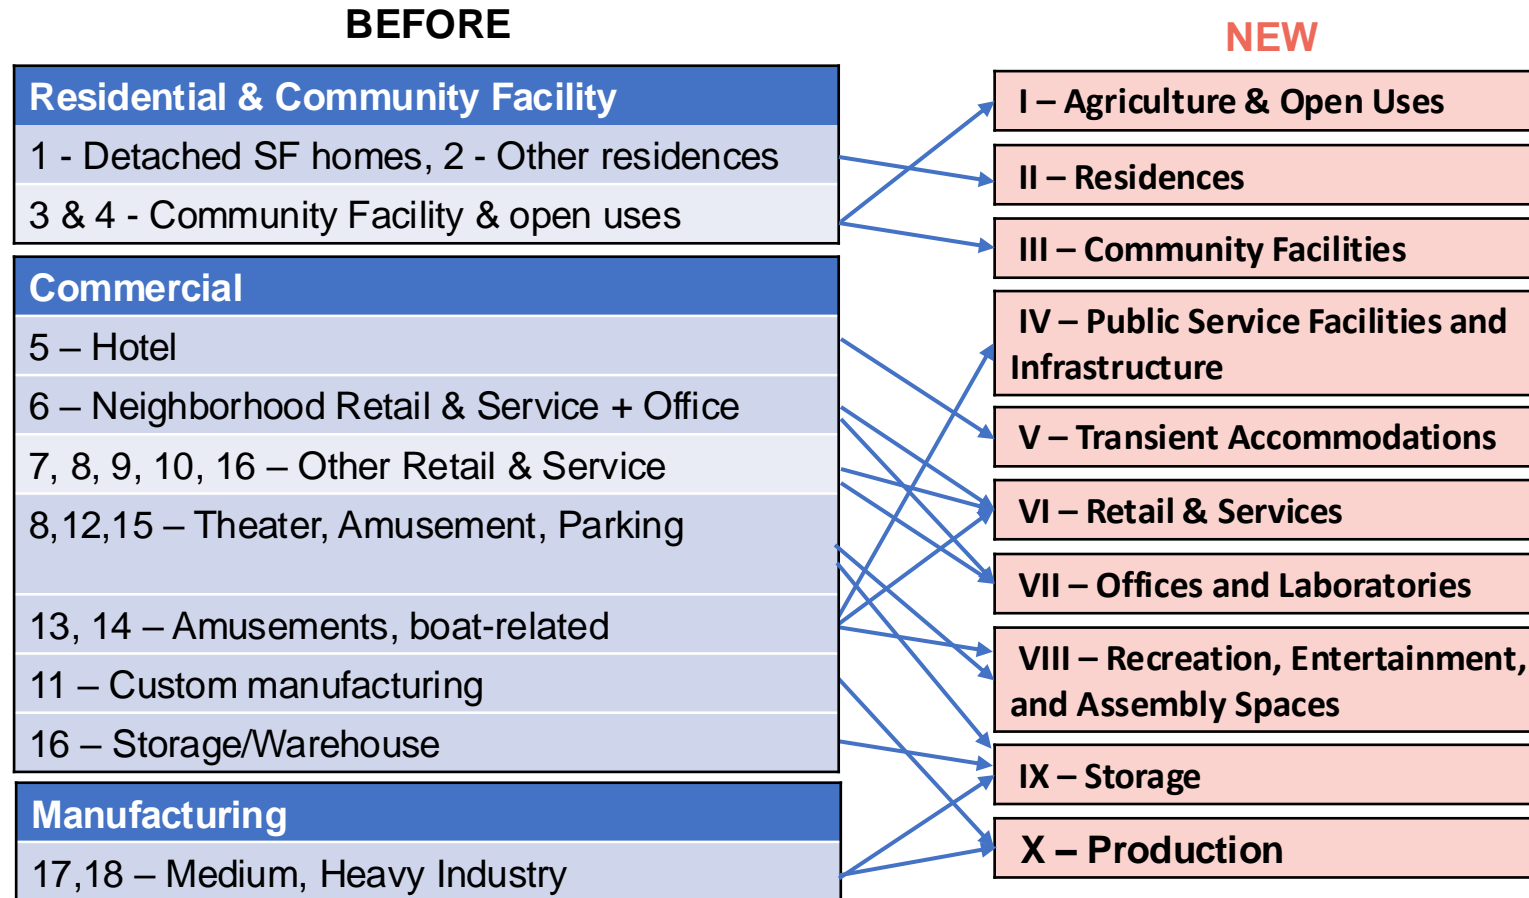 BEFORE
Residential & Community Facility
1 - Detached SF homes, 2 - Other residences
3 & 4 - Community Facility & open uses
Commercial
5 – Hotel
6 – Neighborhood Retail & Service + Office
7, 8, 9, 10, 16 – Other Retail & Service
8,12,15 – Theater, Amusement, Parking
13, 14 – Amusements, boat-related
11 – Custom manufacturing
16 – Storage/Warehouse
Manufacturing
17,18 – Medium, Heavy Industry
NEW
I – Agriculture & Open Uses
II – Residences
III – Community Facilities
IV – Public Service Facilities and
Infrastructure
V – Transient Accommodations
VI – Retail & Services
VII – Offices and Laboratories
VIII – Recreation, Entertainment,
and Assembly Spaces
IX – Storage
X – Production